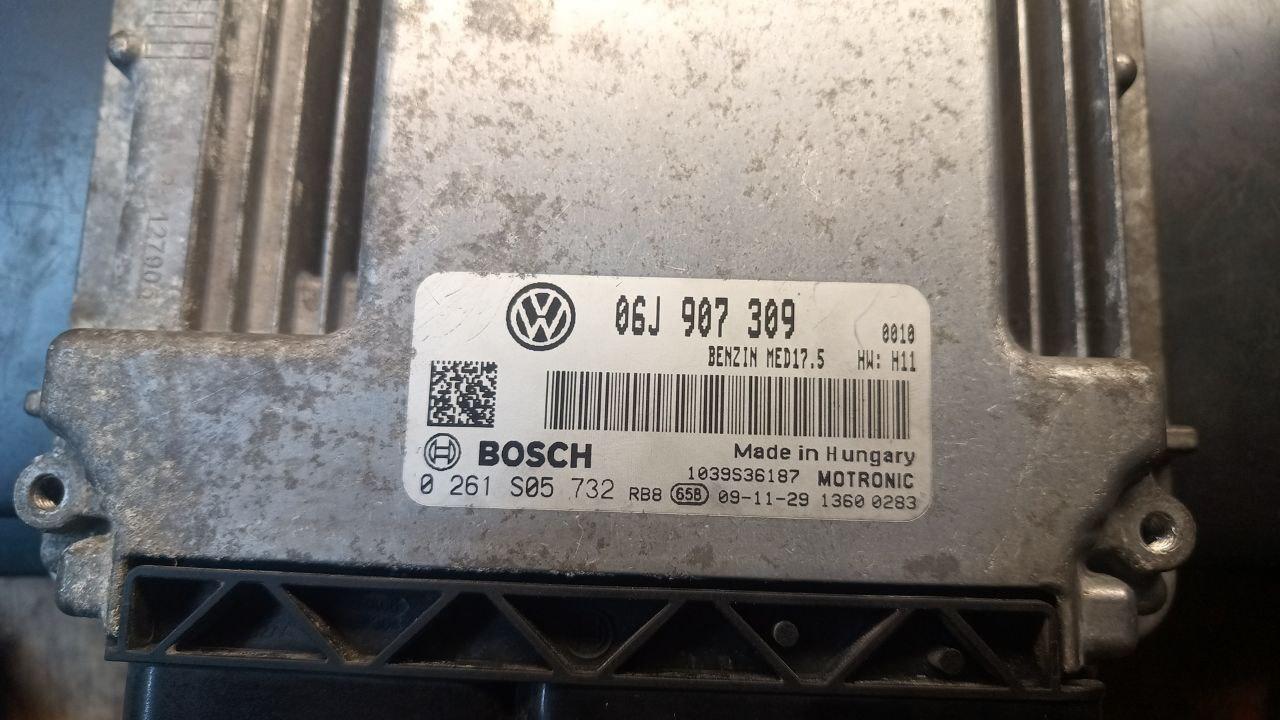 127906
06J 907 309
0010
BENZIN MED17.5 HW: H11
BOSCH
Made in Hungary
1039S36187 MOTRONIC
0 261 S05 732 RB8 658 09-11-29 1360 0283